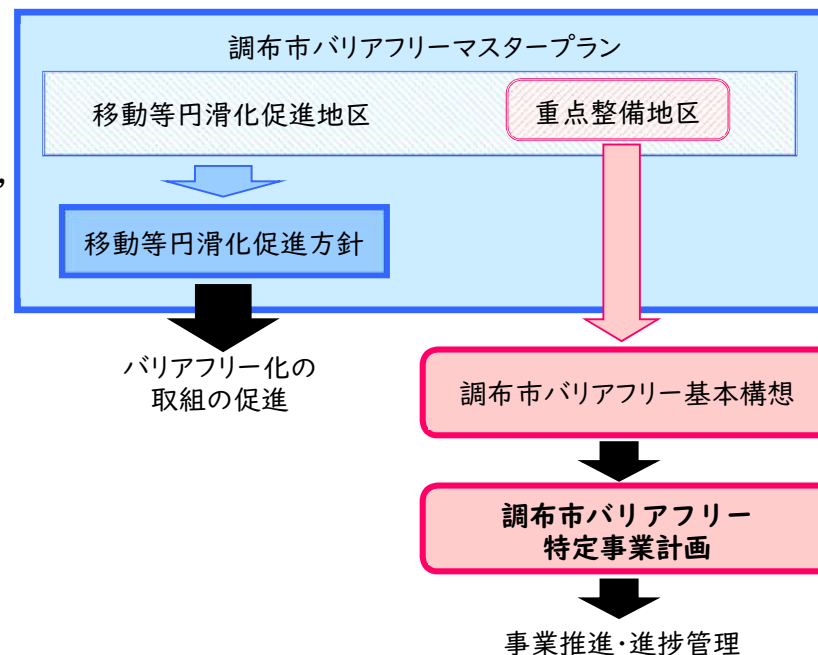 調布市バリアフリーマスタープラン
移動等円滑化促進地区
重点整備地区
,
移動等円滑化促進方針
バリアフリー化の
取組の促進
調布市バリアフリー基本構想
調布市バリアフリー
特定事業計画
事業推進・進捗管理